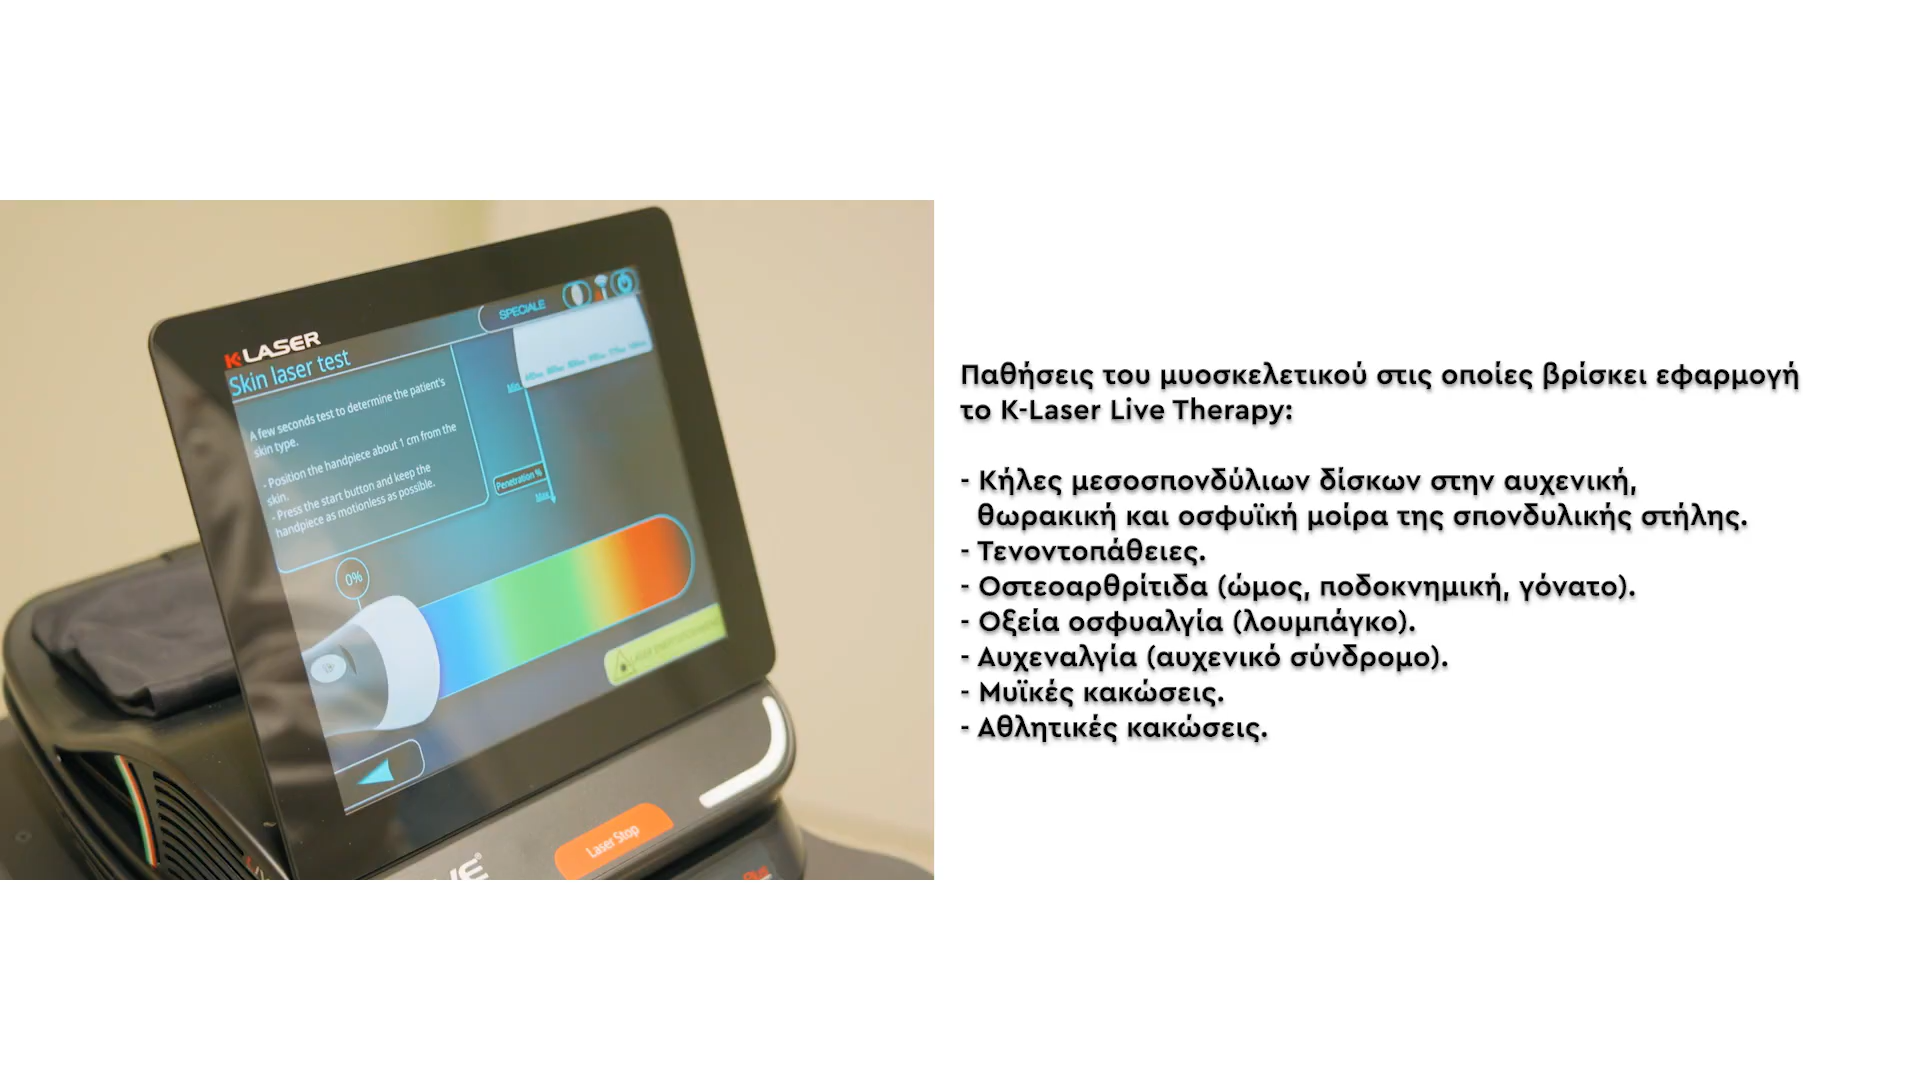 K-LASER
SPECIALE
Skin laser test
A few seconds test to determine the patient's
skin type.
- Position the handpiece about 1 cm from the
skin.
- Press the start button and keep the
handpiece as motionless as possible.
Min
Penetration %
Max
0%
Laser Stop
Παθήσεις του μυοσκελετικού στις οποίες βρίσκει εφαρμογή
το K-Laser Live Therapy:
- Κήλες μεσοσπονδύλιων δίσκων στην αυχενική,
θωρακική και οσφυϊκή μοίρα της σπονδυλικής στήλης.
- Τενοντοπάθειες.
- Οστεοαρθρίτιδα (ώμος, ποδοκνημική, γόνατο).
- Οξεία οσφυαλγία (λουμπάγκο).
- Αυχεναλγία (αυχενικό σύνδρομο).
- Μυϊκές κακώσεις.
- Αθλητικές κακώσεις.